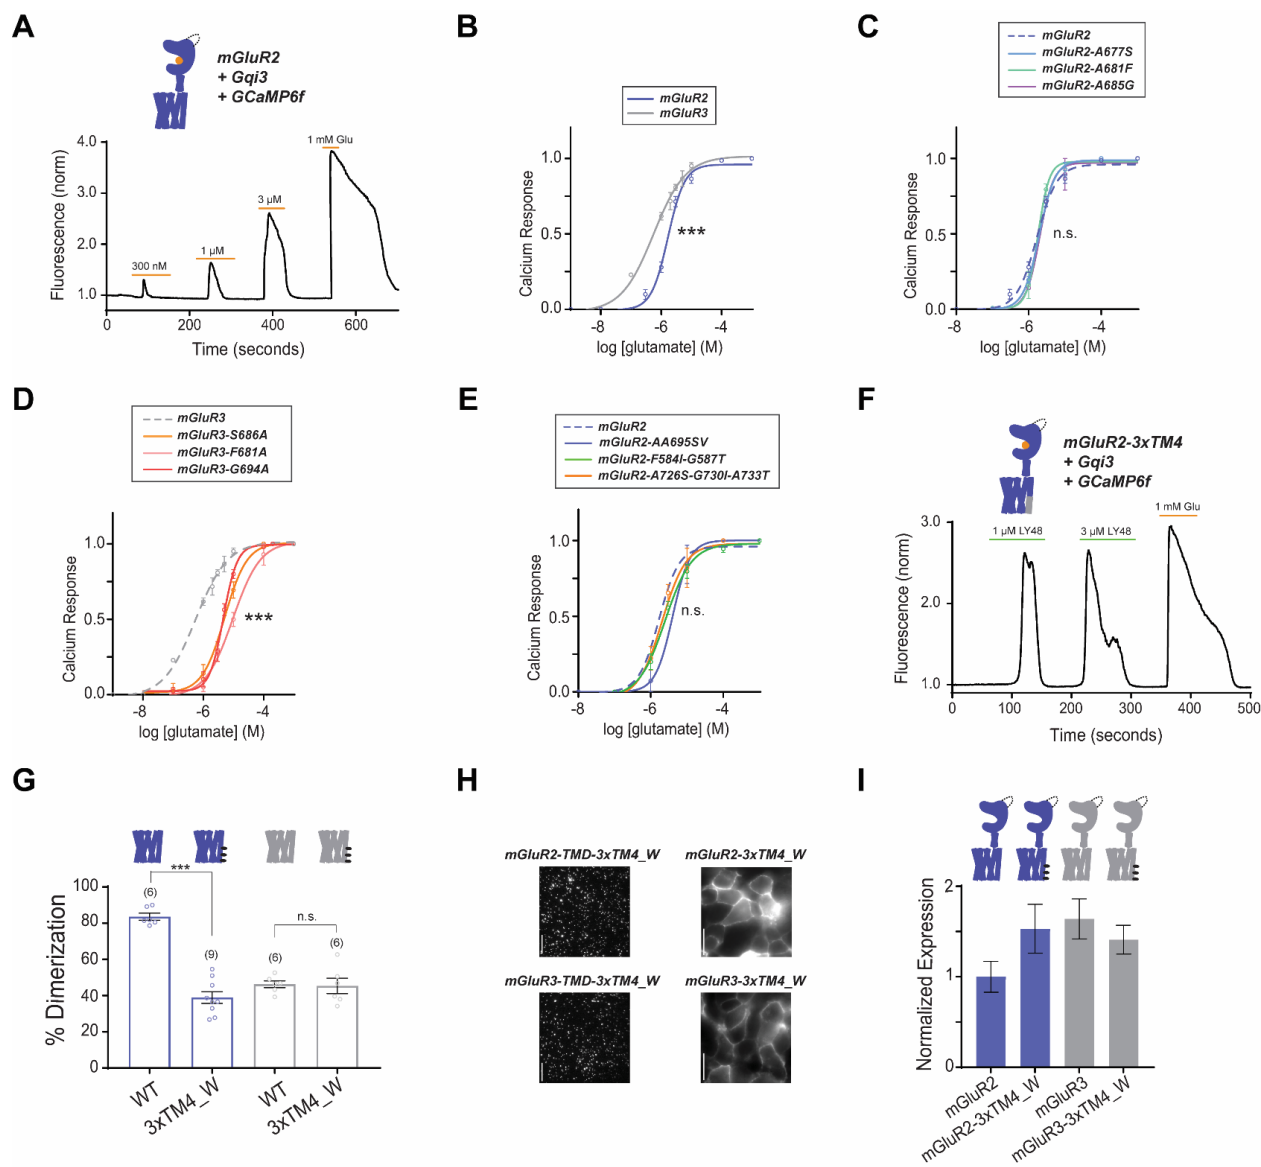 A
mGluR2
+ Gqi3
+ GCaMP6f
Fluorescence (norm)
4.0
3.0
2.0
1.0
300 nM
1 µM
3 µM
1 mM Glu
0
200
400
600
Time (seconds)
B
mGluR2
mGluR3
Calcium Response
1.0
0.5
0.0
***
-8
-6
-4
log [glutamate] (M)
C
mGluR2
mGluR2-A677S
mGluR2-A681F
mGluR2-A685G
Calcium Response
1.0
0.5
0.0
n.s.
-8
-6
-4
log [glutamate] (M)
D
mGluR3
mGluR3-S686A
mGluR3-F681A
mGluR3-G694A
Calcium Response
1.0
0.5
0.0
***
-8
-6
-4
log [glutamate] (M)
E
mGluR2
mGluR2-AA695SV
mGluR2-F584I-G587T
mGluR2-A726S-G730I-A733T
Calcium Response
1.0
0.5
0.0
n.s.
-8
-6
-4
log [glutamate] (M)
F
mGluR2-3xTM4
+ Gqi3
+ GCaMP6f
Fluorescence (norm)
3.0
2.0
1.0
1 µM LY48
3 µM LY48
1 mM Glu
0
100
200
300
400
500
Time (seconds)
G
% Dimerization
100
80
60
40
20
0
***
(6)
(9)
n.s.
(6)
(6)
WT
3xTM4_W
WT
3xTM4_W
H
mGluR2-TMD-3xTM4_W
mGluR2-3xTM4_W
mGluR3-TMD-3xTM4_W
mGluR3-3xTM4_W
I
Normalized Expression
2
1
0
mGluR2
mGluR2-3xTM4_W
mGluR3
mGluR3-3xTM4_W